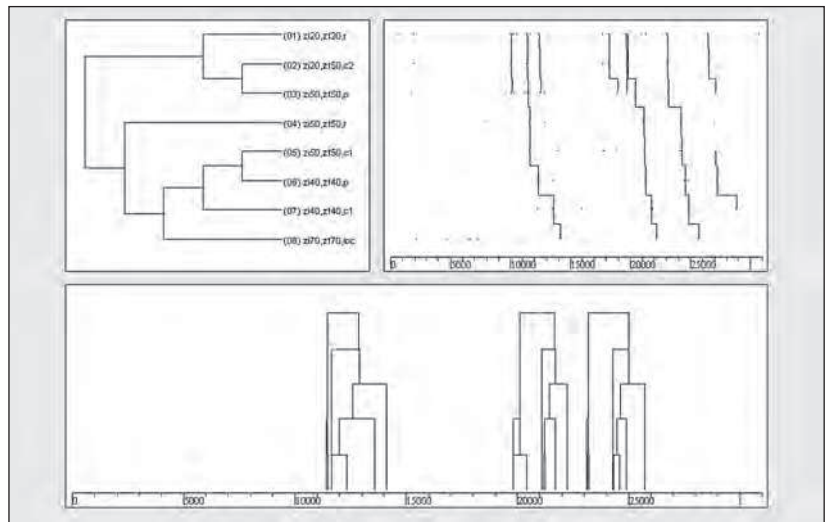 (01) zi20,zt20,r
(02) zi20,zt50,c2
(03) zi50,zt50,p
(04) zi50,zt50,r
(05) zi50,zt50,c1
(06) zi40,zt40,p
(07) zi40,zt40,c1
(08) zi70,zt70,loc
0 5000 10000 15000 20000 25000
0 5000 10000 15000 20000 25000